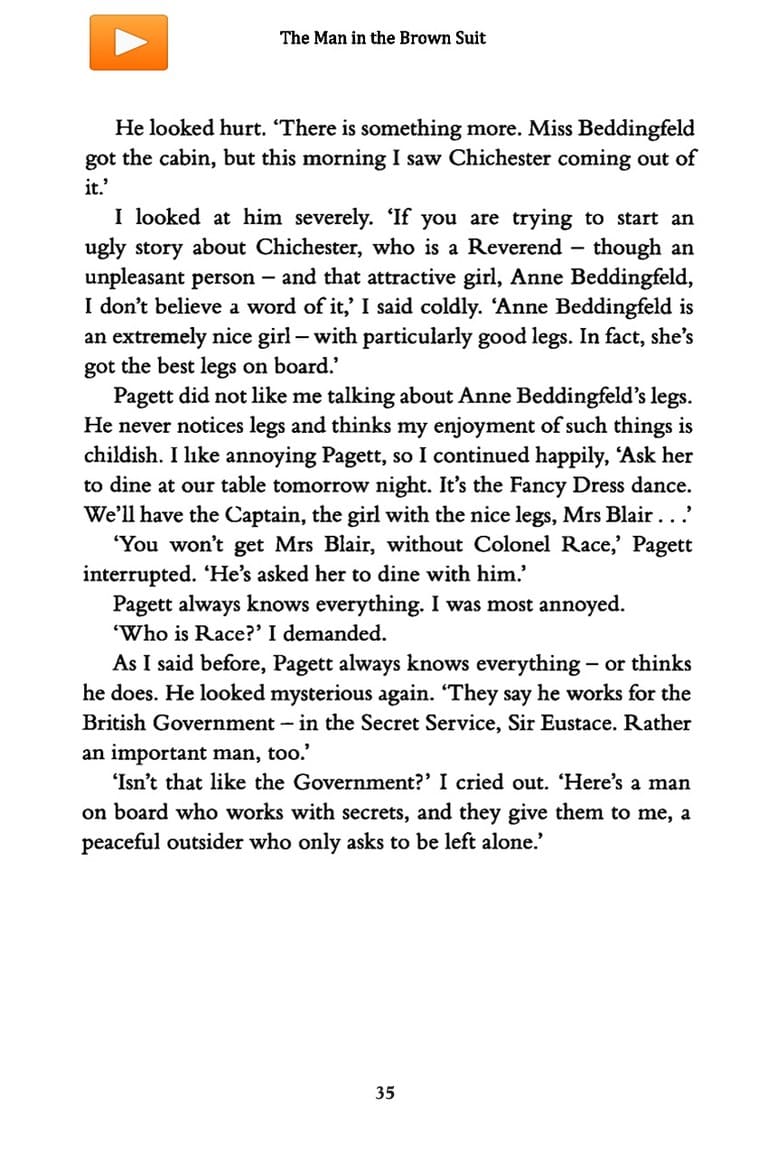 The Man in the Brown Suit
He looked hurt. ‘There is something more. Miss Beddingfeld
got the cabin, but this morning I saw Chichester coming out of
it.’
I looked at him severely. ‘If you are trying to start an
ugly story about Chichester, who is a Reverend – though an
unpleasant person – and that attractive girl, Anne Beddingfeld,
I don’t believe a word of it,’ I said coldly. ‘Anne Beddingfeld is
an extremely nice girl – with particularly good legs. In fact, she’s
got the best legs on board.’
Pagett did not like me talking about Anne Beddingfeld’s legs.
He never notices legs and thinks my enjoyment of such things is
childish. I like annoying Pagett, so I continued happily, ‘Ask her
to dine at our table tomorrow night. It’s the Fancy Dress dance.
We’ll have the Captain, the girl with the nice legs, Mrs Blair . . .’
‘You won’t get Mrs Blair, without Colonel Race,’ Pagett
interrupted. ‘He’s asked her to dine with him.’
Pagett always knows everything. I was most annoyed.
‘Who is Race?’ I demanded.
As I said before, Pagett always knows everything – or thinks
he does. He looked mysterious again. ‘They say he works for the
British Government – in the Secret Service, Sir Eustace. Rather
an important man, too.’
‘Isn’t that like the Government?’ I cried out. ‘Here’s a man
on board who works with secrets, and they give them to me, a
peaceful outsider who only asks to be left alone.’
35